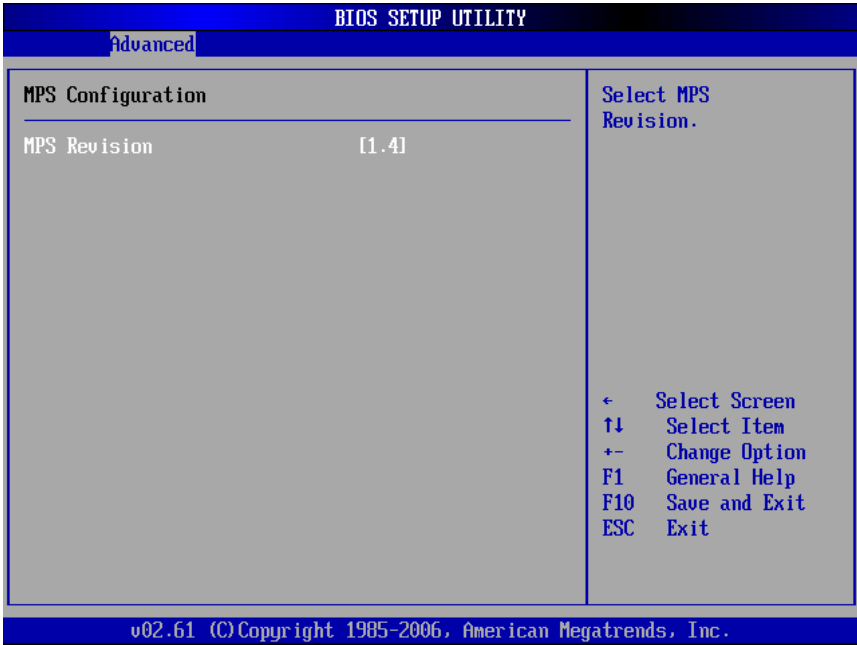 BIOS SETUP UTILITY
Advanced
MPS Configuration
MPS Revision [1.4]
Select MPS
Revision.
← Select Screen
↑↓ Select Item
+- Change Option
F1 General Help
F10 Save and Exit
ESC Exit
v02.61 (C)Copyright 1985-2006, American Megatrends, Inc.